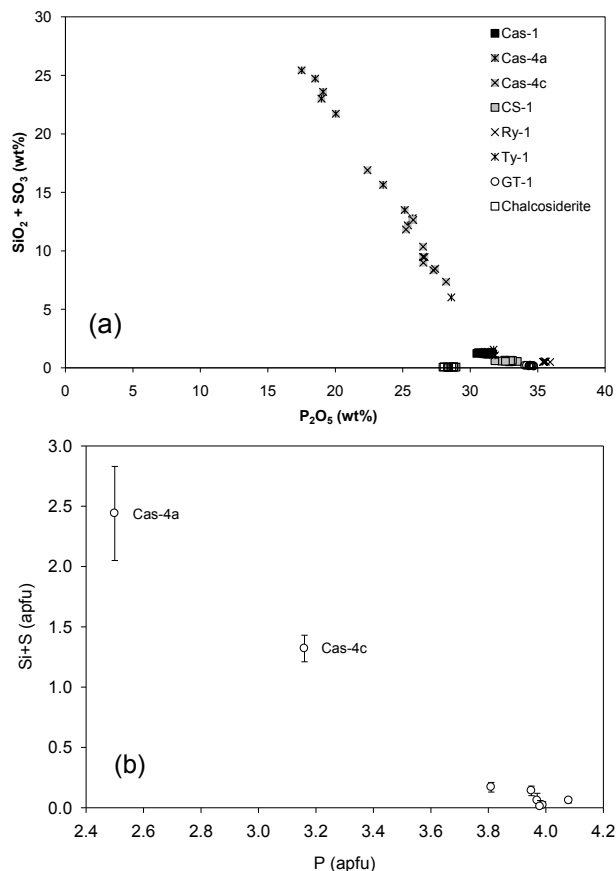 (a)
30
25
20
15
10
5
0
SiO₂ + SO₃ (wt%)
Cas-1
Cas-4a
Cas-4c
CS-1
Ry-1
Ty-1
GT-1
Chalcosiderite
0 5 10 15 20 25 30 35 40
P₂O₅ (wt%)
3.0
2.5
2.0
1.5
1.0
0.5
0.0
Si+S (apfu)
Cas-4a
Cas-4c
(b)
2.4 2.6 2.8 3.0 3.2 3.4 3.6 3.8 4.0 4.2
P (apfu)